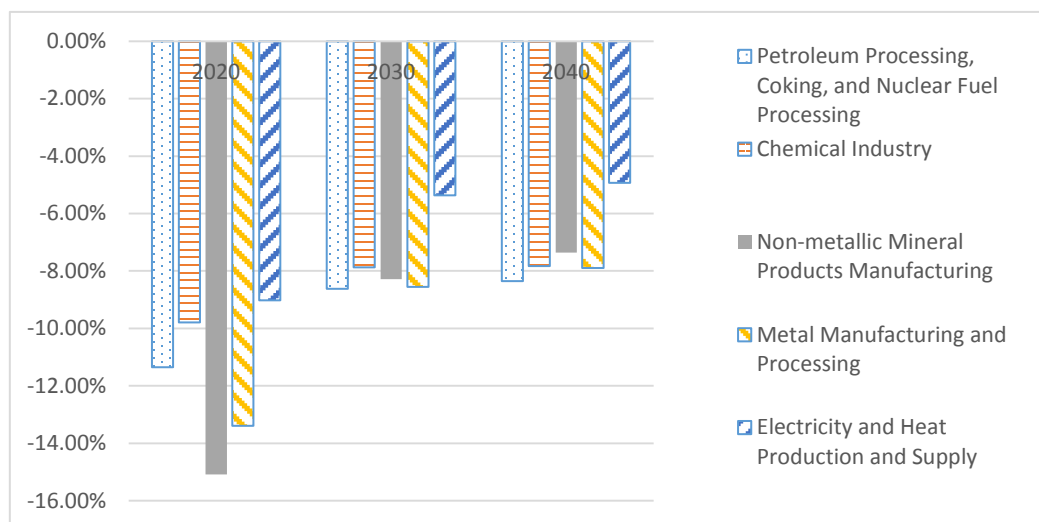 0.00%
-2.00%
-4.00%
-6.00%
-8.00%
-10.00%
-12.00%
-14.00%
-16.00%
2020
2030
2040
Petroleum Processing,
Coking, and Nuclear Fuel
Processing
Chemical Industry
Non-metallic Mineral
Products Manufacturing
Metal Manufacturing and
Processing
Electricity and Heat
Production and Supply